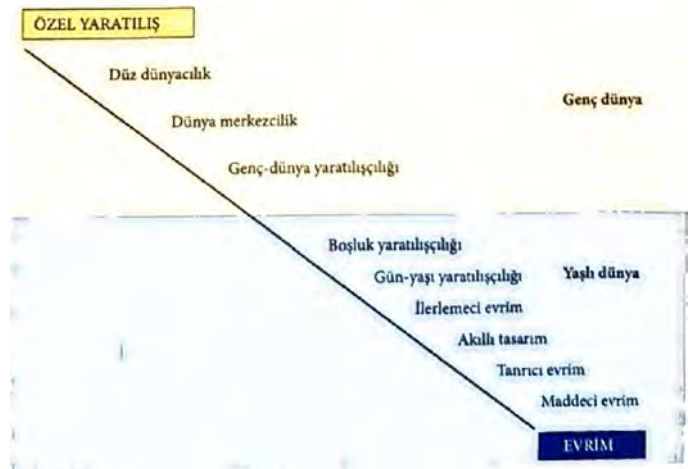 ÖZEL YARATILIŞ
Düz dünyacılık
Genç dünya
Dünya merkezcilik
Genç-dünya yaratılışçılığı
Boşluk yaratılışçılığı
Gün-yaşı yaratılışçılığı
Yaşlı dünya
İlerlemeci evrim
Akıllı tasarım
Tanrıcı evrim
Maddeci evrim
EVRİM